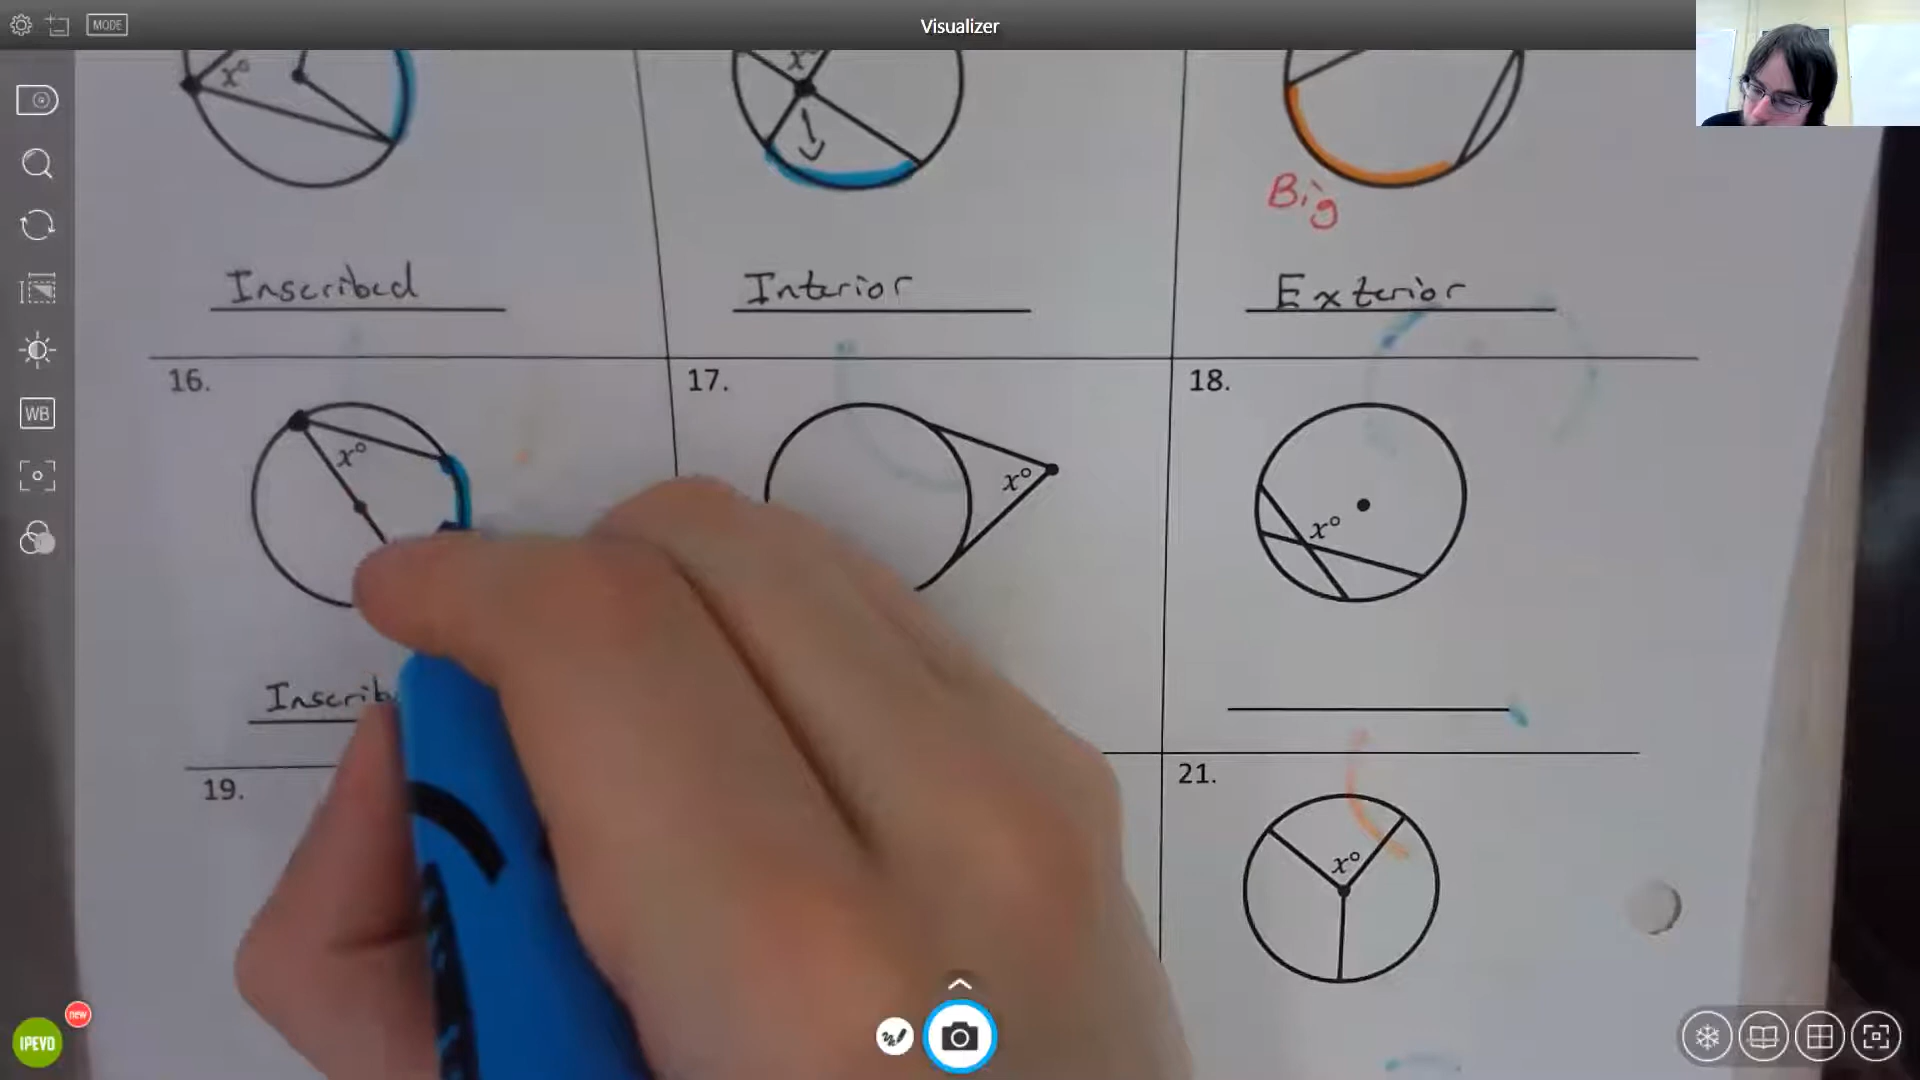 MODE
Visualizer
x°
x°
Big
Inscribed
Interior
Exterior
16.
17.
18.
WB
x°
x°
x°
19.
21.
x°
new
IPEVO